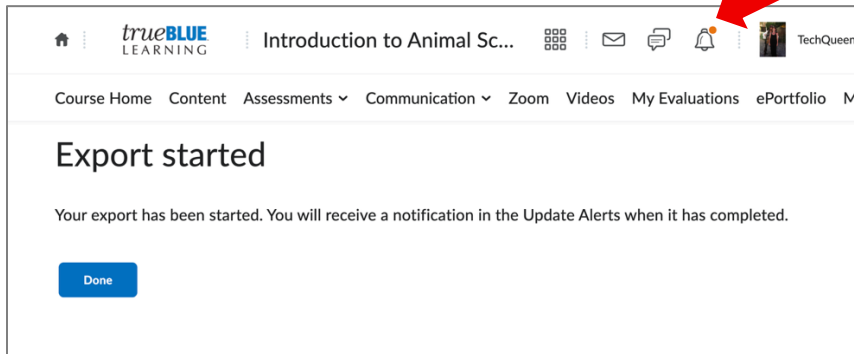 trueBLUE
LEARNING
Introduction to Animal Sc...
TechQueen
Course Home Content Assessments Communication Zoom Videos My Evaluations ePortfolio M
Export started
Your export has been started. You will receive a notification in the Update Alerts when it has completed.
Done